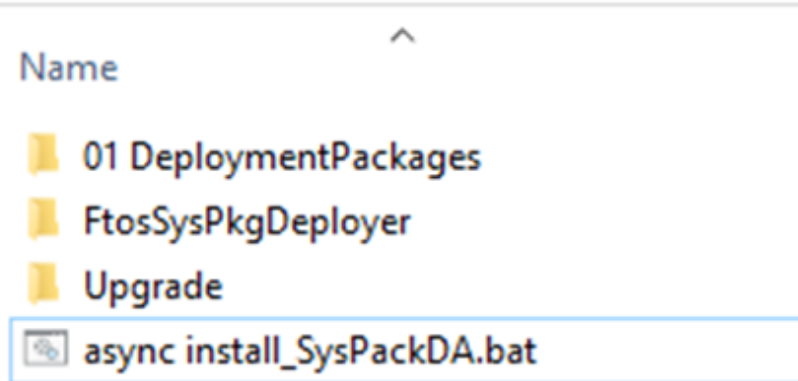 Name
01 DeploymentPackages
FtosSysPkgDeployer
Upgrade
async install_SysPackDA.bat